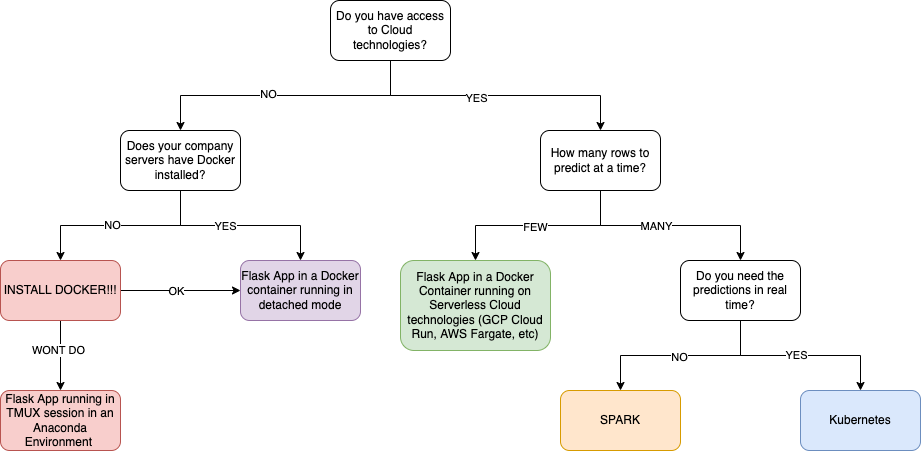 Do you have access
to Cloud
technologies?
NO
YES
Does your company
servers have Docker
installed?
How many rows to
predict at a time?
NO
YES
FEW
MANY
INSTALL DOCKER!!!
OK
Flask App in a Docker
container running in
detached mode
Flask App in a Docker
Container running on
Serverless Cloud
technologies (GCP Cloud
Run, AWS Fargate, etc)
Do you need the
predictions in real
time?
WONT DO
NO
YES
Flask App running in
TMUX session in an
Anaconda
Environment
SPARK
Kubernetes